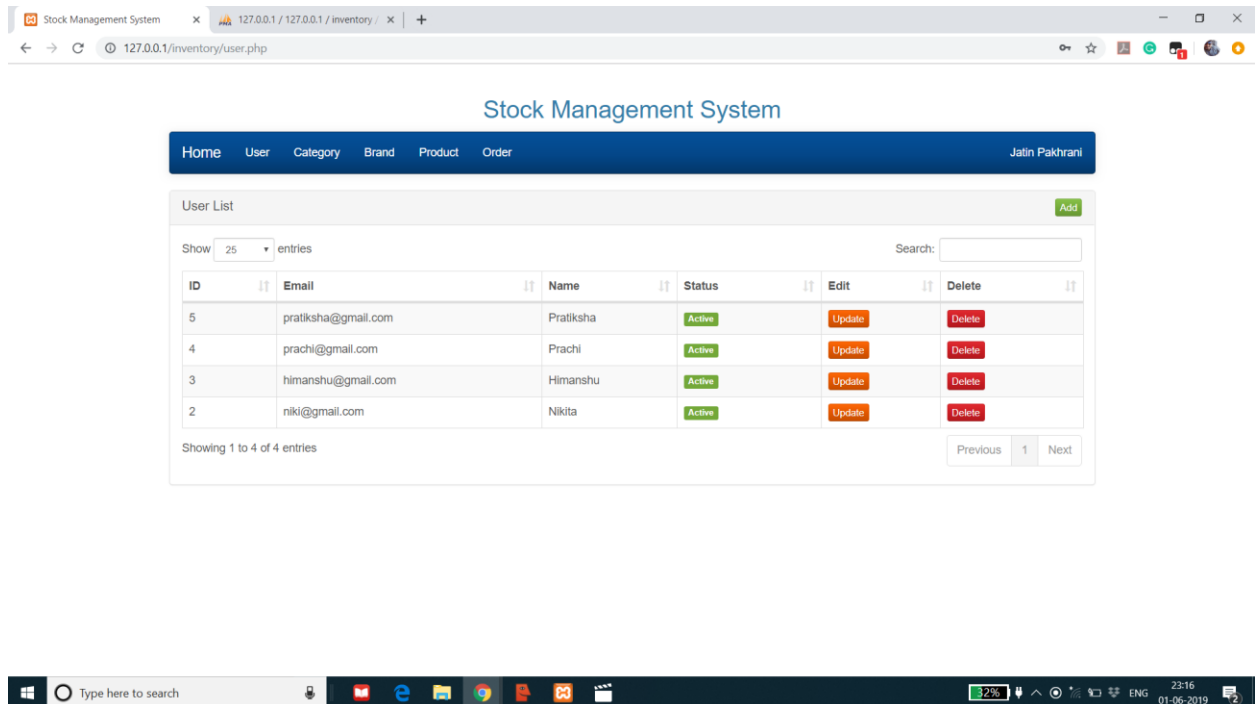 Stock Management System 127.0.0.1 / 127.0.0.1 / inventory /
127.0.0.1/inventory/user.php
1
Stock Management System
Home User Category Brand Product Order Jatin Pakhrani
User List Add
Show 25 entries Search:
ID Email Name Status Edit Delete
5 pratiksha@gmail.com Pratiksha Active Update Delete
4 prachi@gmail.com Prachi Active Update Delete
3 himanshu@gmail.com Himanshu Active Update Delete
2 niki@gmail.com Nikita Active Update Delete
Showing 1 to 4 of 4 entries Previous 1 Next
Type here to search 32% ENG 23:16
01-06-2019 2